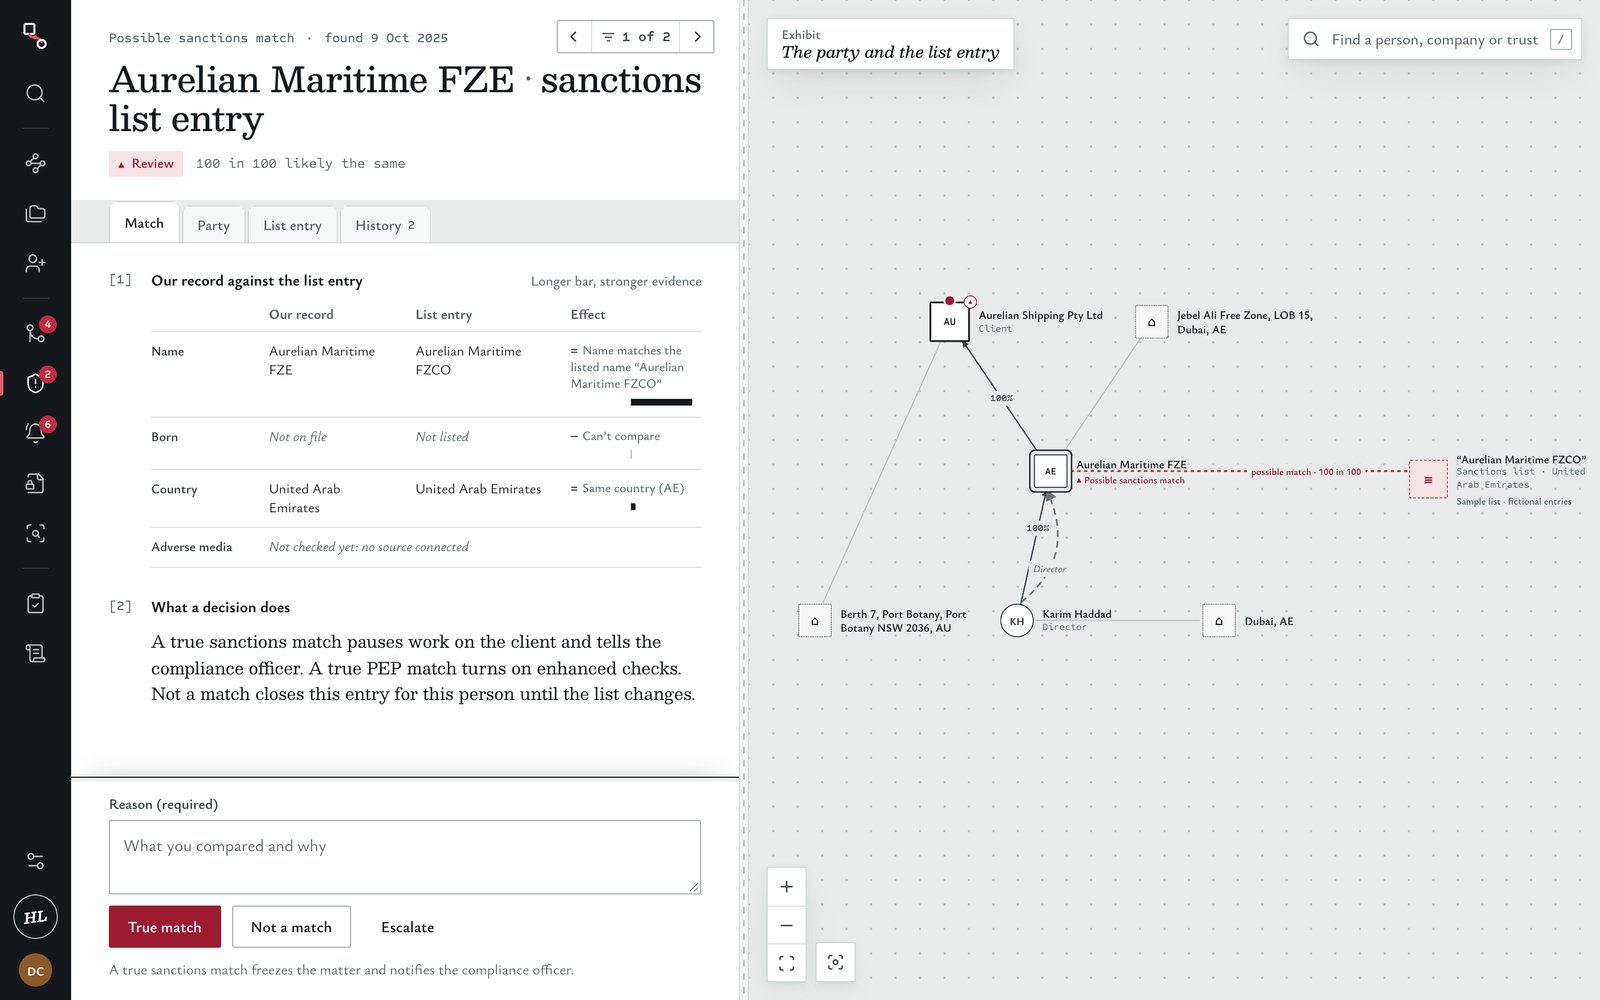 4
2
6
HL
DC
Possible sanctions match · found 9 Oct 2025
1 of 2
Aurelian Maritime FZE · sanctions
list entry
Review
100 in 100 likely the same
Match
Party
List entry
History 2
[1]
Our record against the list entry
Longer bar, stronger evidence
Our record
List entry
Effect
Name
Aurelian Maritime
FZE
Aurelian Maritime
FZCO
= Name matches the
listed name “Aurelian
Maritime FZCO”
Born
Not on file
Not listed
– Can’t compare
Country
United Arab
Emirates
United Arab Emirates
= Same country (AE)
Adverse media
Not checked yet: no source connected
[2]
What a decision does
A true sanctions match pauses work on the client and tells the
compliance officer. A true PEP match turns on enhanced checks.
Not a match closes this entry for this person until the list changes.
Reason (required)
What you compared and why
True match
Not a match
Escalate
A true sanctions match freezes the matter and notifies the compliance officer.
Exhibit
The party and the list entry
Find a person, company or trust
/
AU
Aurelian Shipping Pty Ltd
Client
Jebel Ali Free Zone, LOB 15,
Dubai, AE
100%
AE
Aurelian Maritime FZE
Possible sanctions match
possible match · 100 in 100
“Aurelian Maritime FZCO”
Sanctions list · United
Arab Emirates
Sample list · fictional entries
100%
Director
Berth 7, Port Botany, Port
Botany NSW 2036, AU
KH
Karim Haddad
Director
Dubai, AE